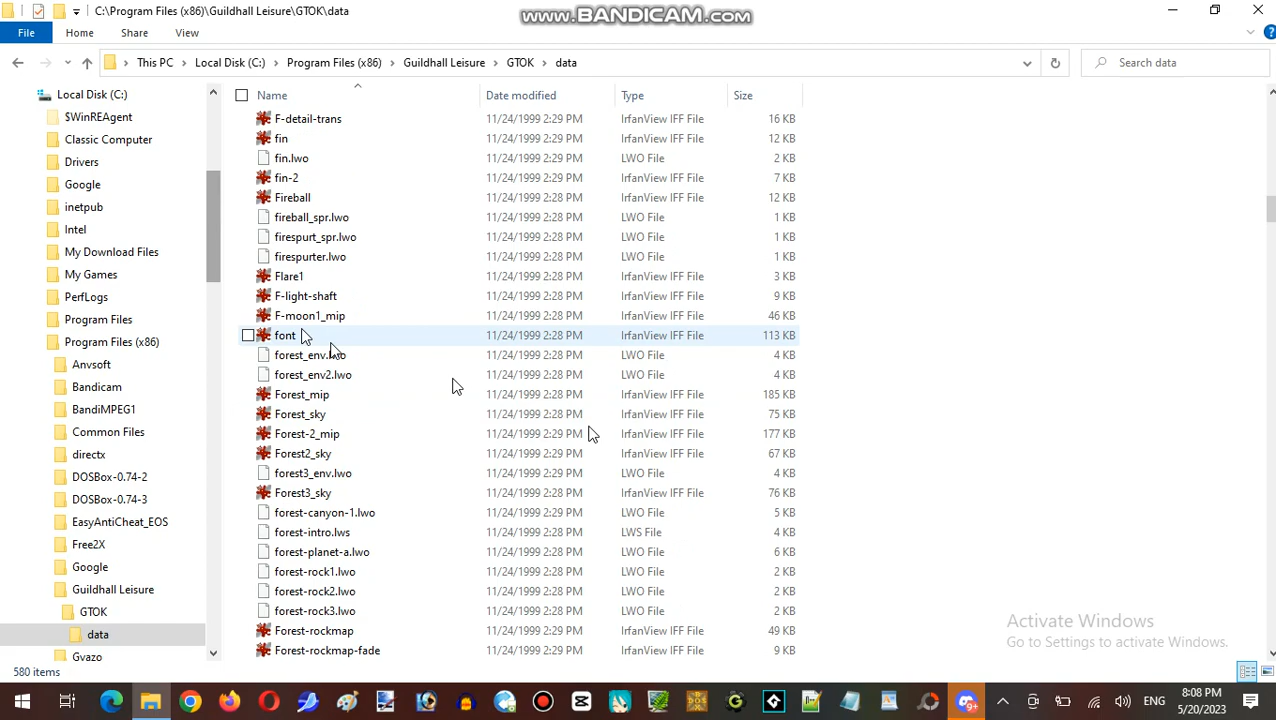 C:\Program Files (x86)\Guildhall Leisure\GTOK\data
www.BANDICAM.com
File Home Share View
This PC > Local Disk (C:) > Program Files (x86) > Guildhall Leisure > GTOK > data
Search data
Local Disk (C:)
$WinREAgent
Classic Computer
Drivers
Google
inetpub
Intel
My Download Files
My Games
PerfLogs
Program Files
Program Files (x86)
Anvsoft
Bandicam
BandiMPEG1
Common Files
directx
DOSBox-0.74-2
DOSBox-0.74-3
EasyAntiCheat_EOS
Free2X
Google
Guildhall Leisure
GTOK
data
Gyazo
Name Date modified Type Size
F-detail-trans 11/24/1999 2:29 PM IrfanView IFF File 16 KB
fin 11/24/1999 2:29 PM IrfanView IFF File 12 KB
fin.lwo 11/24/1999 2:29 PM LWO File 2 KB
fin-2 11/24/1999 2:29 PM IrfanView IFF File 7 KB
Fireball 11/24/1999 2:28 PM IrfanView IFF File 12 KB
fireball_spr.lwo 11/24/1999 2:28 PM LWO File 1 KB
firespurt_spr.lwo 11/24/1999 2:28 PM LWO File 1 KB
firespurter.lwo 11/24/1999 2:28 PM LWO File 1 KB
Flare1 11/24/1999 2:28 PM IrfanView IFF File 3 KB
F-light-shaft 11/24/1999 2:28 PM IrfanView IFF File 9 KB
F-moon1_mip 11/24/1999 2:28 PM IrfanView IFF File 46 KB
font 11/24/1999 2:29 PM IrfanView IFF File 113 KB
forest_env.lwo 11/24/1999 2:28 PM LWO File 4 KB
forest_env2.lwo 11/24/1999 2:28 PM LWO File 4 KB
Forest_mip 11/24/1999 2:28 PM IrfanView IFF File 185 KB
Forest_sky 11/24/1999 2:29 PM IrfanView IFF File 75 KB
Forest-2_mip 11/24/1999 2:29 PM IrfanView IFF File 177 KB
Forest2_sky 11/24/1999 2:29 PM IrfanView IFF File 67 KB
forest3_env.lwo 11/24/1999 2:29 PM LWO File 4 KB
Forest3_sky 11/24/1999 2:28 PM IrfanView IFF File 76 KB
forest-canyon-1.lwo 11/24/1999 2:29 PM LWO File 5 KB
forest-intro.lws 11/24/1999 2:28 PM LWS File 4 KB
forest-planet-a.lwo 11/24/1999 2:28 PM LWO File 6 KB
forest-rock1.lwo 11/24/1999 2:28 PM LWO File 2 KB
forest-rock2.lwo 11/24/1999 2:28 PM LWO File 2 KB
forest-rock3.lwo 11/24/1999 2:28 PM LWO File 2 KB
Forest-rockmap 11/24/1999 2:29 PM IrfanView IFF File 49 KB
Forest-rockmap-fade 11/24/1999 2:28 PM IrfanView IFF File 9 KB
Activate Windows
Go to Settings to activate Windows.
580 items
9+
ENG
8:08 PM
5/20/2023